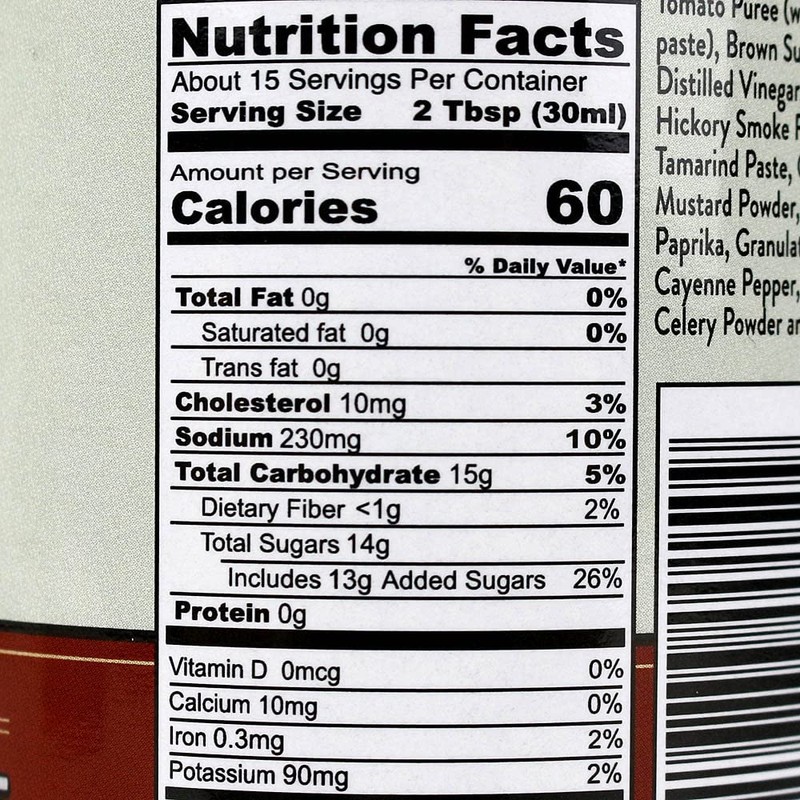 Nutrition Facts
About 15 Servings Per Container
Serving Size 2 Tbsp (30ml)
Amount per Serving
Calories 60
% Daily Value*
Total Fat 0g 0%
Saturated fat 0g 0%
Trans fat 0g
Cholesterol 10mg 3%
Sodium 230mg 10%
Total Carbohydrate 15g 5%
Dietary Fiber <1g 2%
Total Sugars 14g
Includes 13g Added Sugars 26%
Protein 0g
Vitamin D 0mcg 0%
Calcium 10mg 0%
Iron 0.3mg 2%
Potassium 90mg 2%
Tomato Puree
paste), Brown
Distilled Vinegar
Hickory Smoke
Tamarind Paste,
Mustard Powder,
Paprika,
Cayenne Pepper,
Celery Powder